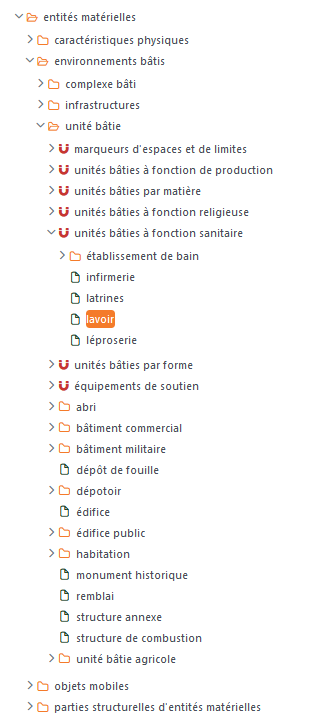 entités matérielles
caractéristiques physiques
environnements bâtis
complexe bâti
infrastructures
unité bâtie
marqueurs d'espaces et de limites
unités bâties à fonction de production
unités bâties par matière
unités bâties à fonction religieuse
unités bâties à fonction sanitaire
établissement de bain
infirmerie
latrines
lavoir
léproserie
unités bâties par forme
équipements de soutien
abri
bâtiment commercial
bâtiment militaire
dépôt de fouille
dépotoir
édifice
édifice public
habitation
monument historique
remblai
structure annexe
structure de combustion
unité bâtie agricole
objets mobiles
parties structurelles d'entités matérielles